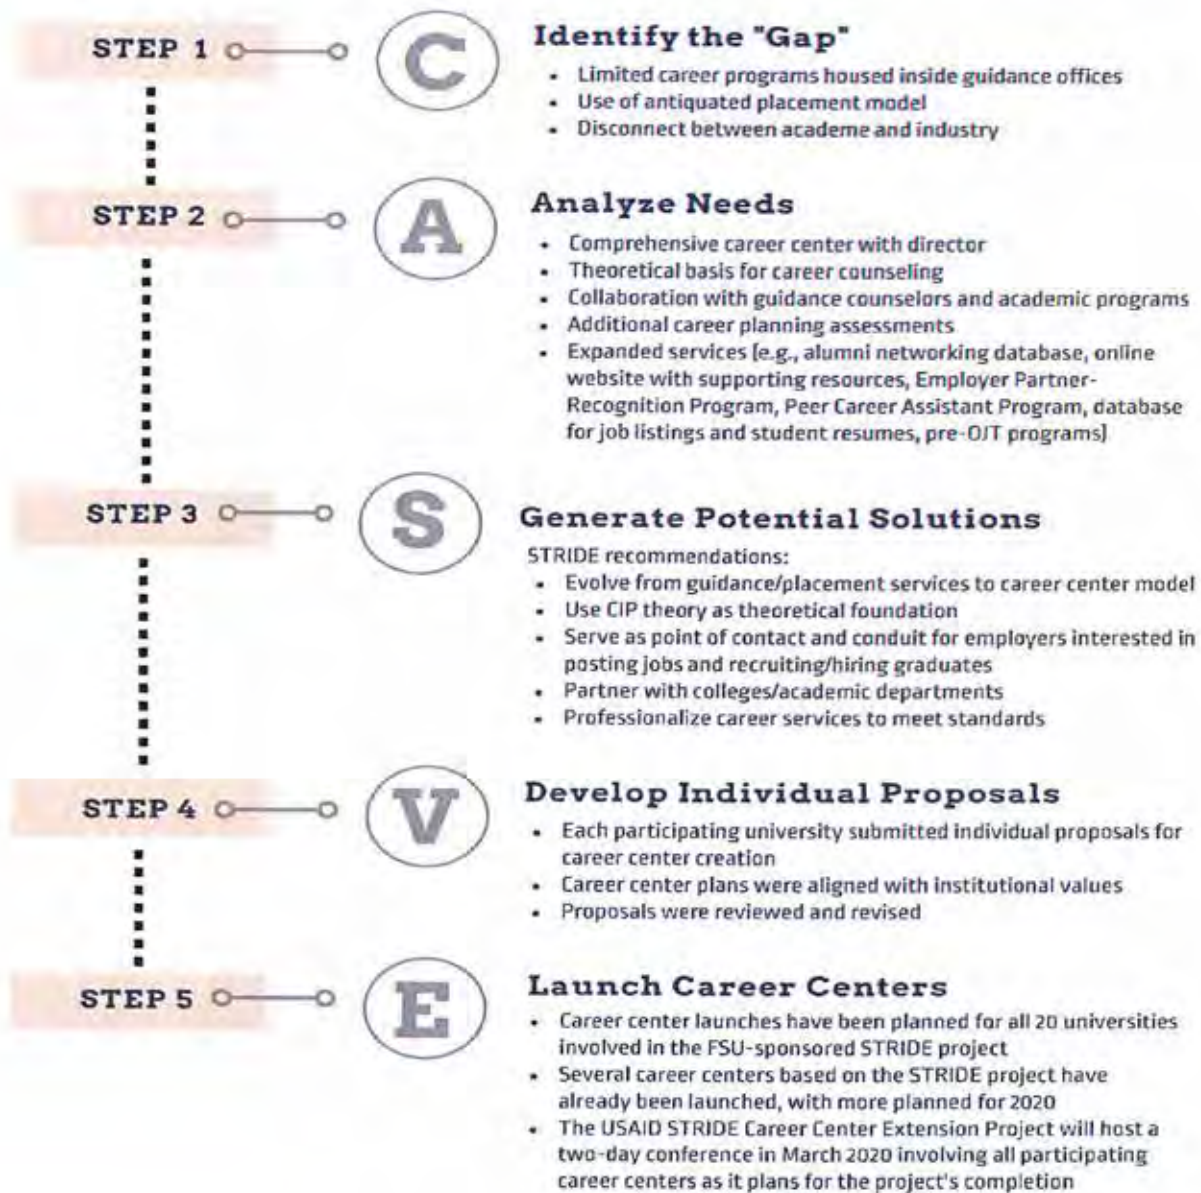 STEP 1
C
Identify the "Gap"
• Limited career programs housed inside guidance offices
• Use of antiquated placement model
• Disconnect between academe and industry
STEP 2
A
Analyze Needs
• Comprehensive career center with director
• Theoretical basis for career counseling
• Collaboration with guidance counselors and academic programs
• Additional career planning assessments
• Expanded services [e.g., alumni networking database, online
website with supporting resources, Employer Partner-
Recognition Program, Peer Career Assistant Program, database
for job listings and student resumes, pre-OJT programs]
STEP 3
S
Generate Potential Solutions
STRIDE recommendations:
• Evolve from guidance/placement services to career center model
• Use CIP theory as theoretical foundation
• Serve as point of contact and conduit for employers interested in
posting jobs and recruiting/hiring graduates
• Partner with colleges/academic departments
• Professionalize career services to meet standards
STEP 4
V
Develop Individual Proposals
• Each participating university submitted individual proposals for
career center creation
• Career center plans were aligned with institutional values
• Proposals were reviewed and revised
STEP 5
E
Launch Career Centers
• Career center launches have been planned for all 20 universities
involved in the FSU-sponsored STRIDE project
• Several career centers based on the STRIDE project have
already been launched, with more planned for 2020
• The USAID STRIDE Career Center Extension Project will host a
two-day conference in March 2020 involving all participating
career centers as it plans for the project's completion